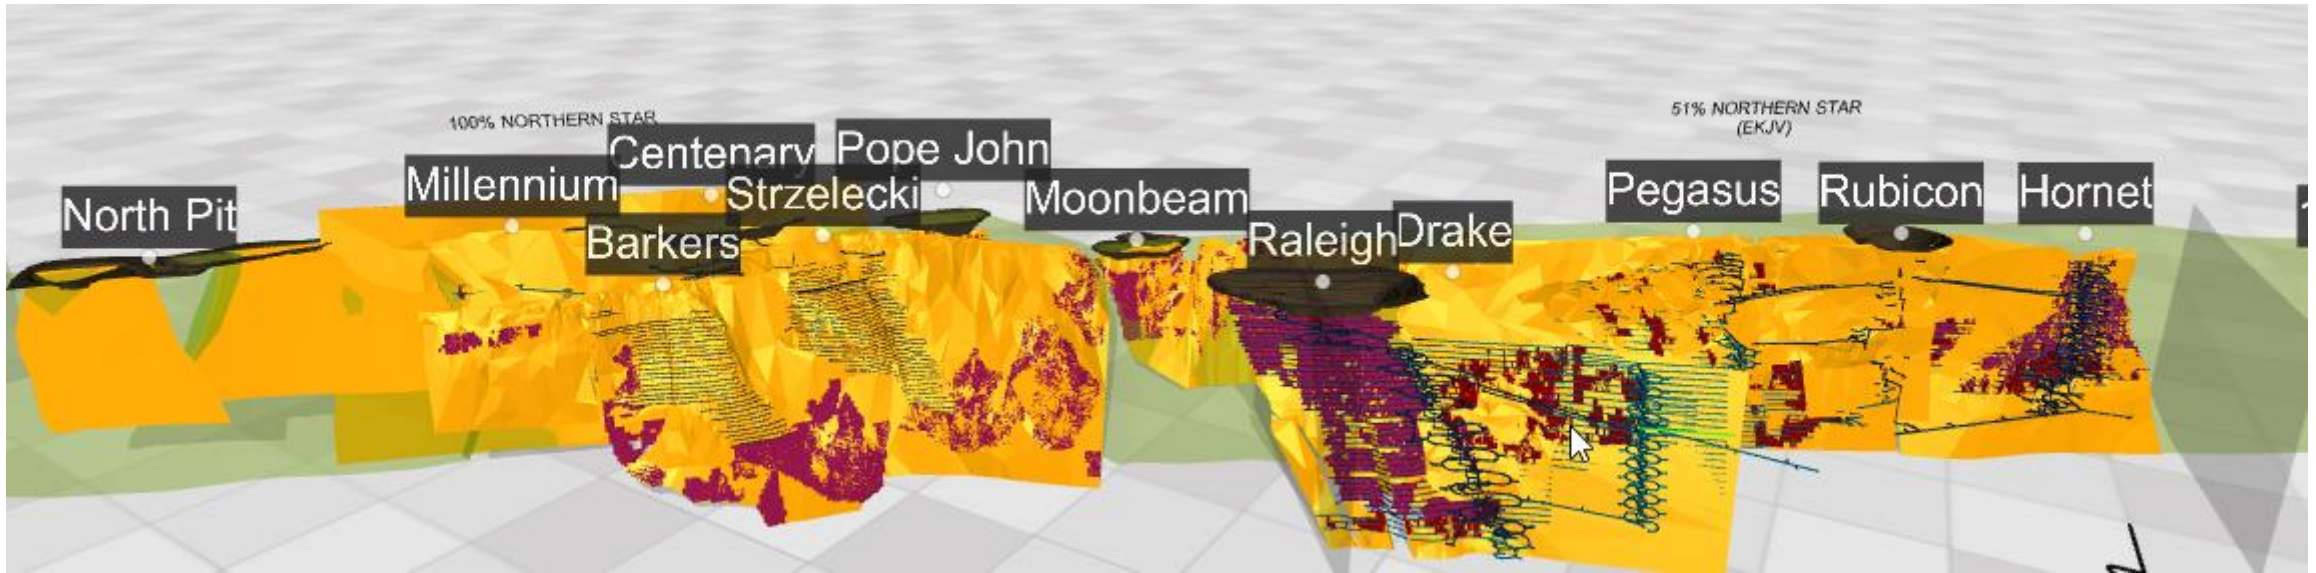 100% NORTHERN STAR
51% NORTHERN STAR
(EKJV)
Centenary
Pope John
Millennium
Strzelecki
Moonbeam
Pegasus
Rubicon
Hornet
North Pit
Barkers
Raleigh
Drake